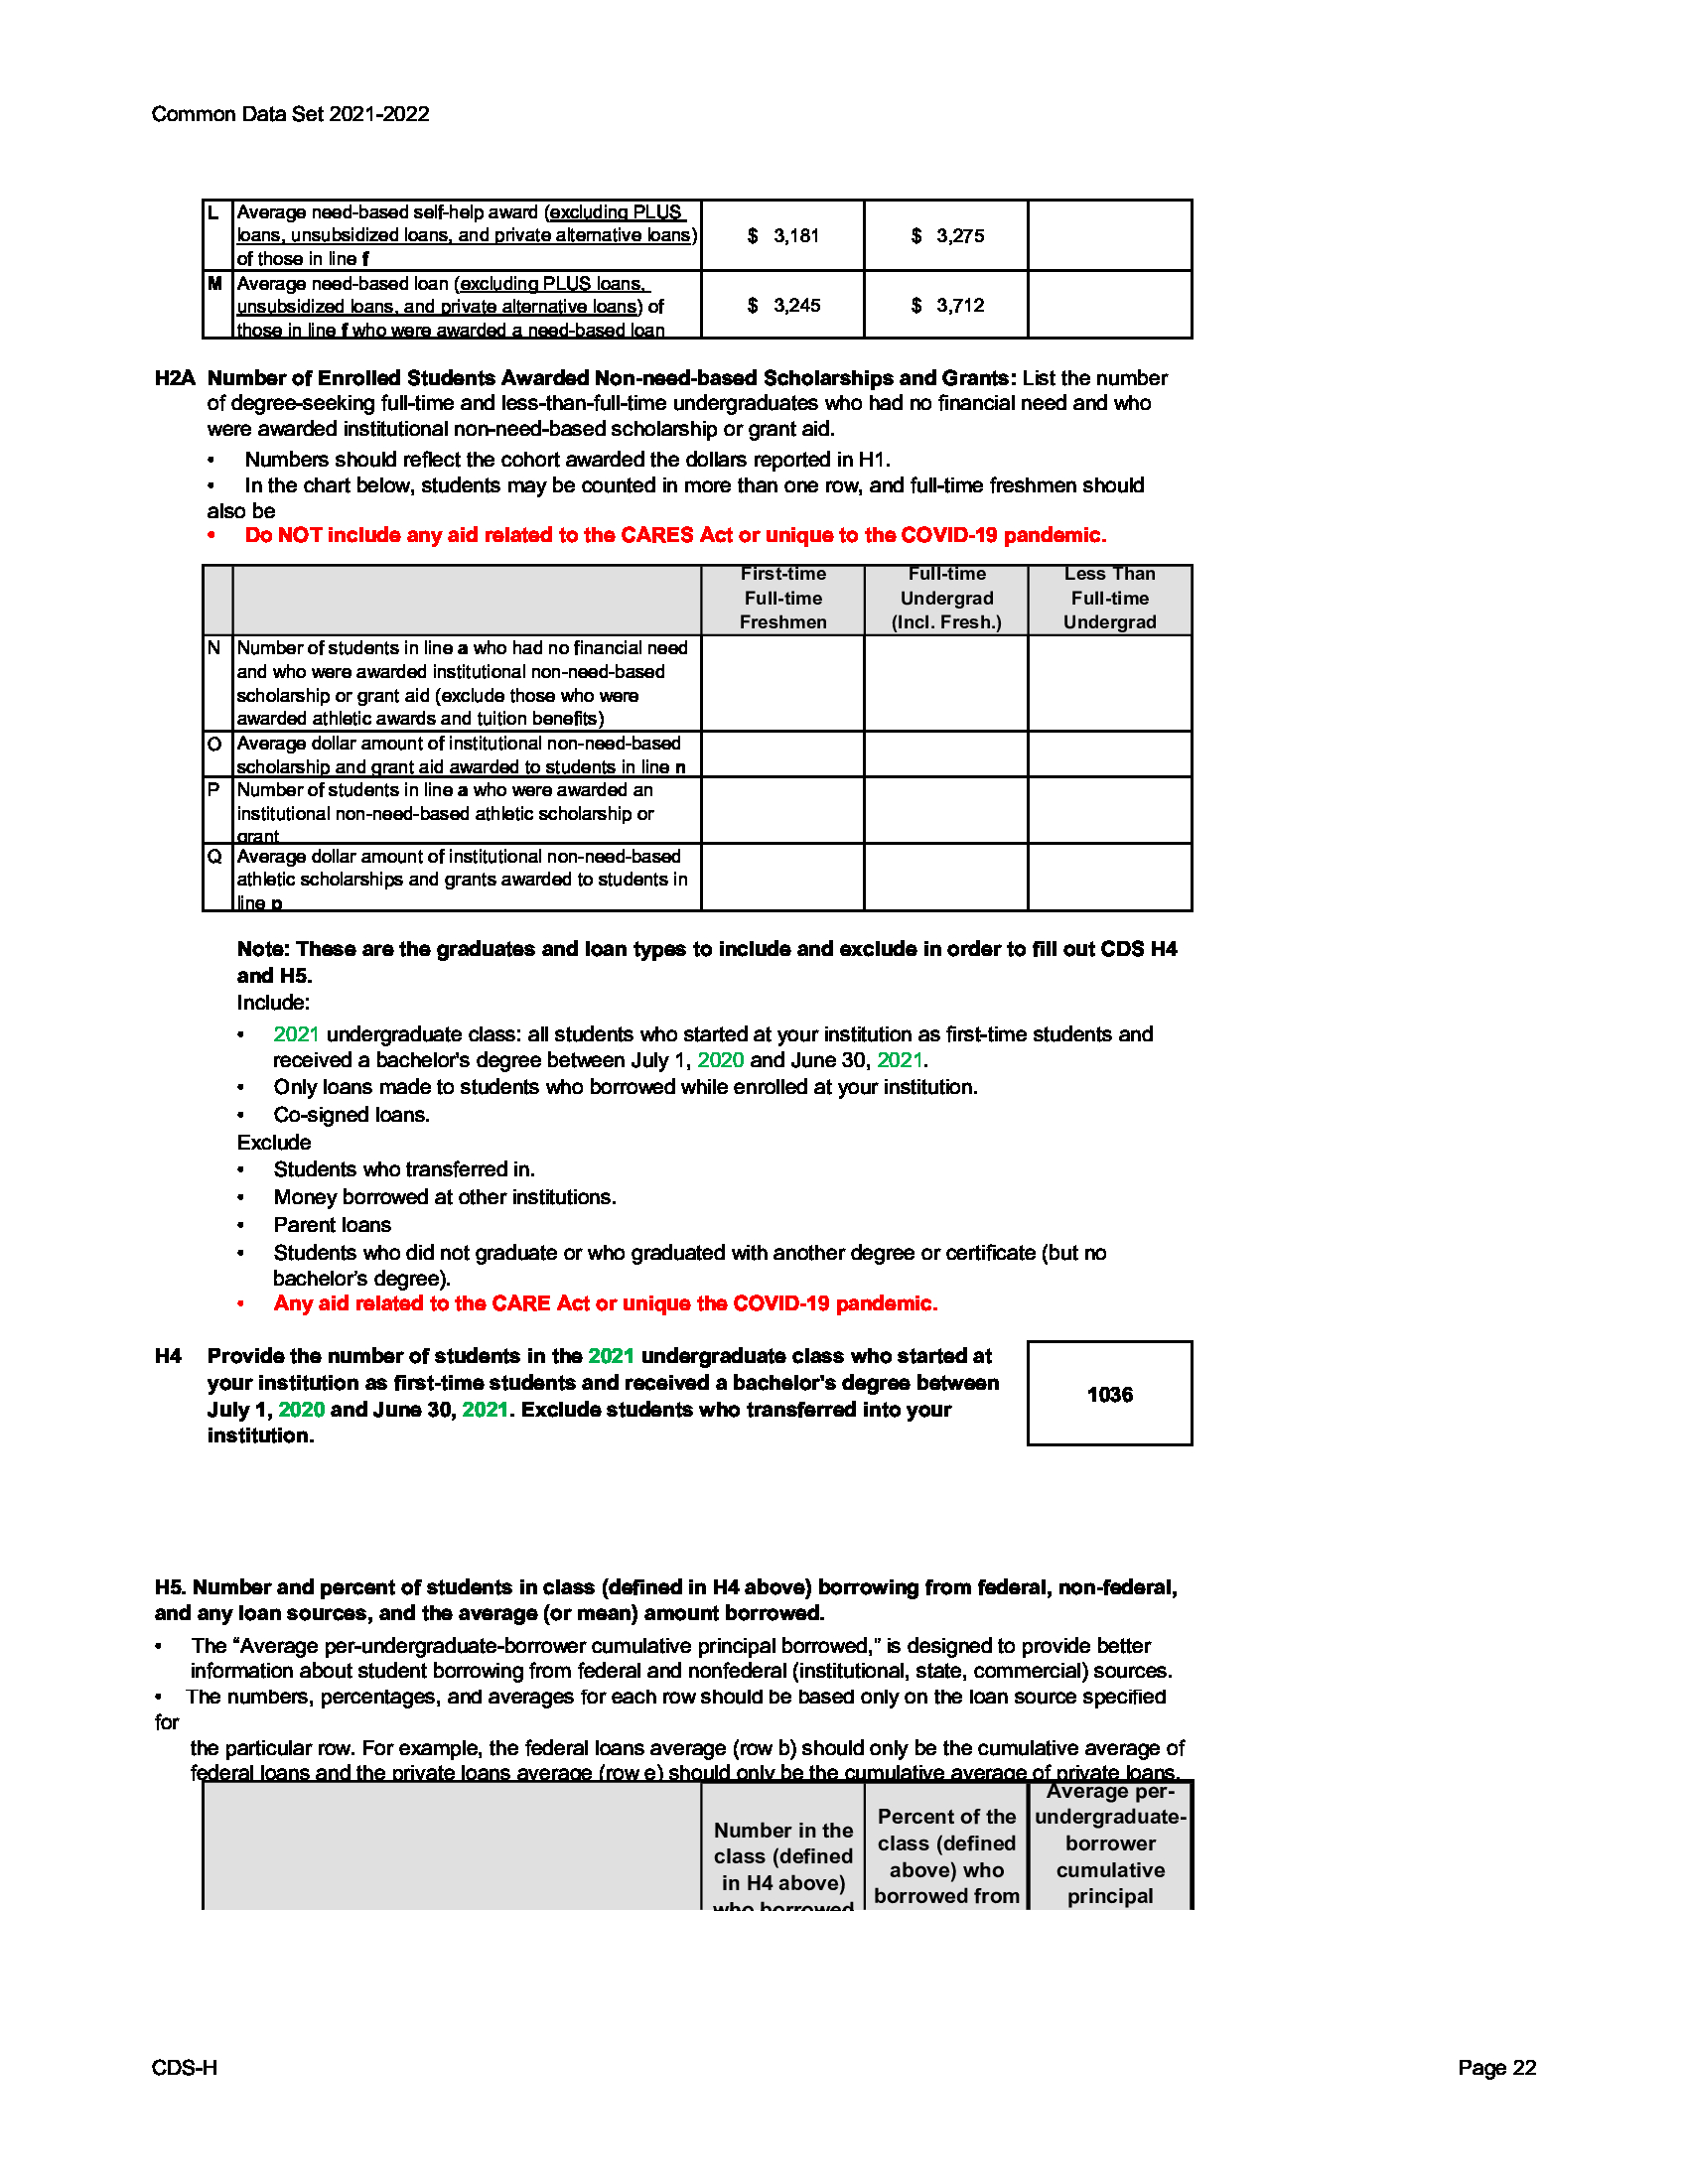 Common Data Set 2021-2022
L Average need-based self-help award (excluding PLUS
loans, unsubsidized loans, and private alternative loans) $ 3,181 $ 3,275
of those in line f
M Average need-based loan (excluding PLUS loans,
unsubsidized loans, and private alternative loans) of $ 3,245 $ 3,712
those in line f who were awarded a need-based loan
H2A Number of Enrolled Students Awarded Non-need-based Scholarships and Grants: List the number
of degree-seeking full-time and less-than-full-time undergraduates who had no financial need and who
were awarded institutional non-need-based scholarship or grant aid.
• Numbers should reflect the cohort awarded the dollars reported in H1.
• In the chart below, students may be counted in more than one row, and full-time freshmen should
also be
• Do NOT include any aid related to the CARES Act or unique to the COVID-19 pandemic.
First-time Full-time Less Than
Full-time Undergrad Full-time
Freshmen (Incl. Fresh.) Undergrad
N Number of students in line a who had no financial need
and who were awarded institutional non-need-based
scholarship or grant aid (exclude those who were
awarded athletic awards and tuition benefits)
O Average dollar amount of institutional non-need-based
scholarship and grant aid awarded to students in line n
P Number of students in line a who were awarded an
institutional non-need-based athletic scholarship or
grant
Q Average dollar amount of institutional non-need-based
athletic scholarships and grants awarded to students in
line p
Note: These are the graduates and loan types to include and exclude in order to fill out CDS H4
and H5.
Include:
• 2021 undergraduate class: all students who started at your institution as first-time students and
received a bachelor's degree between July 1, 2020 and June 30, 2021.
• Only loans made to students who borrowed while enrolled at your institution.
• Co-signed loans.
Exclude
• Students who transferred in.
• Money borrowed at other institutions.
• Parent loans
• Students who did not graduate or who graduated with another degree or certificate (but no
bachelor's degree).
• Any aid related to the CARE Act or unique the COVID-19 pandemic.
H4 Provide the number of students in the 2021 undergraduate class who started at
your institution as first-time students and received a bachelor's degree between
July 1, 2020 and June 30, 2021. Exclude students who transferred into your
institution.
1036
H5. Number and percent of students in class (defined in H4 above) borrowing from federal, non-federal,
and any loan sources, and the average (or mean) amount borrowed.
• The “Average per-undergraduate-borrower cumulative principal borrowed,” is designed to provide better
information about student borrowing from federal and nonfederal (institutional, state, commercial) sources.
• The numbers, percentages, and averages for each row should be based only on the loan source specified
for
the particular row. For example, the federal loans average (row b) should only be the cumulative average of
federal loans and the private loans average (row e) should only be the cumulative average of private loans.
Number in the
class (defined
in H4 above)
who borrowed
Percent of the
class (defined
above) who
borrowed from
Average per-
undergraduate-
borrower
cumulative
principal
CDS-H
Page 22